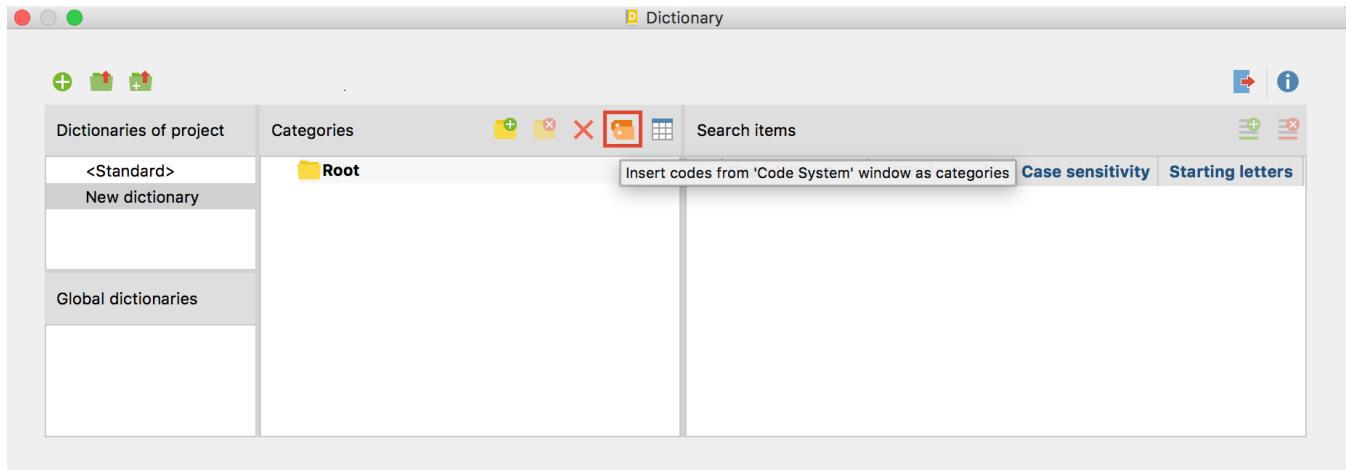 Dictionary
Dictionaries of project
Categories
Search items
<Standard>
Root
Insert codes from 'Code System' window as categories
Case sensitivity
Starting letters
New dictionary
Global dictionaries